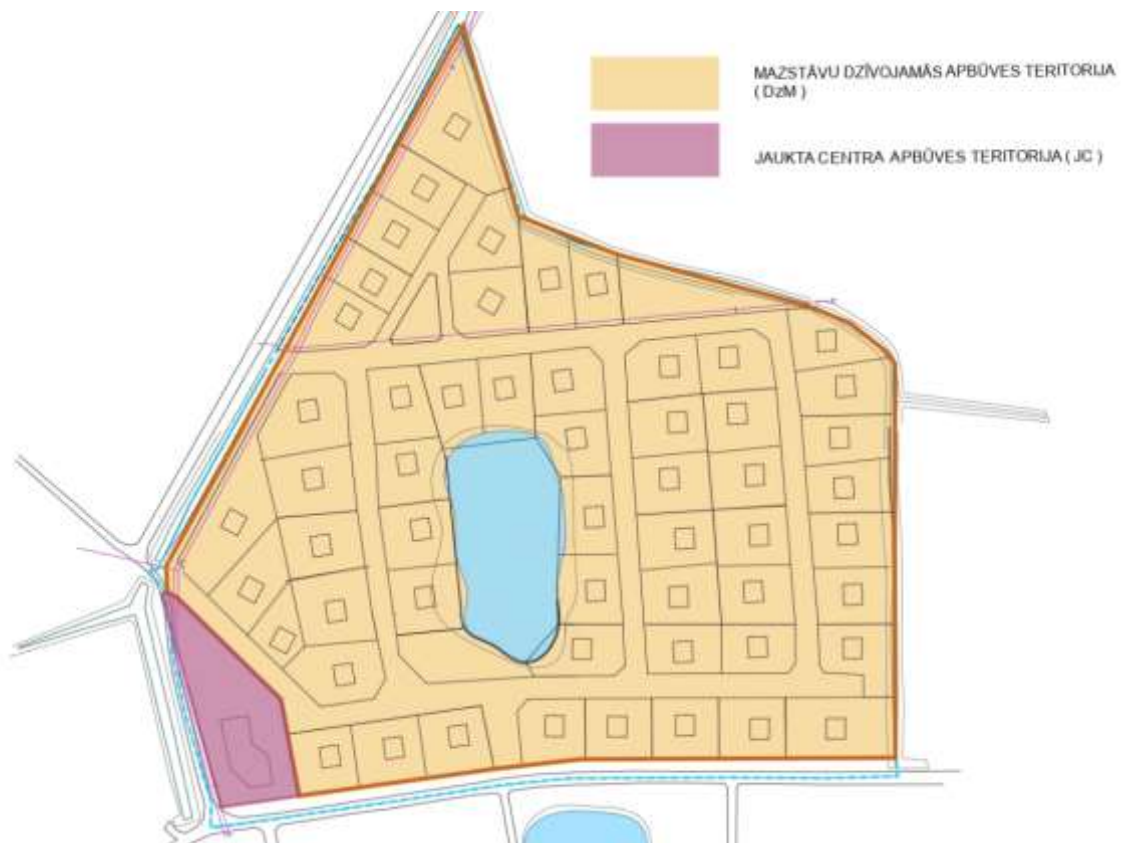 MAZSTĀVU DZĪVOJAMĀS APBŪVES TERITORIJA
( DzM )
JAUKTA CENTRA APBŪVES TERITORIJA ( JC )